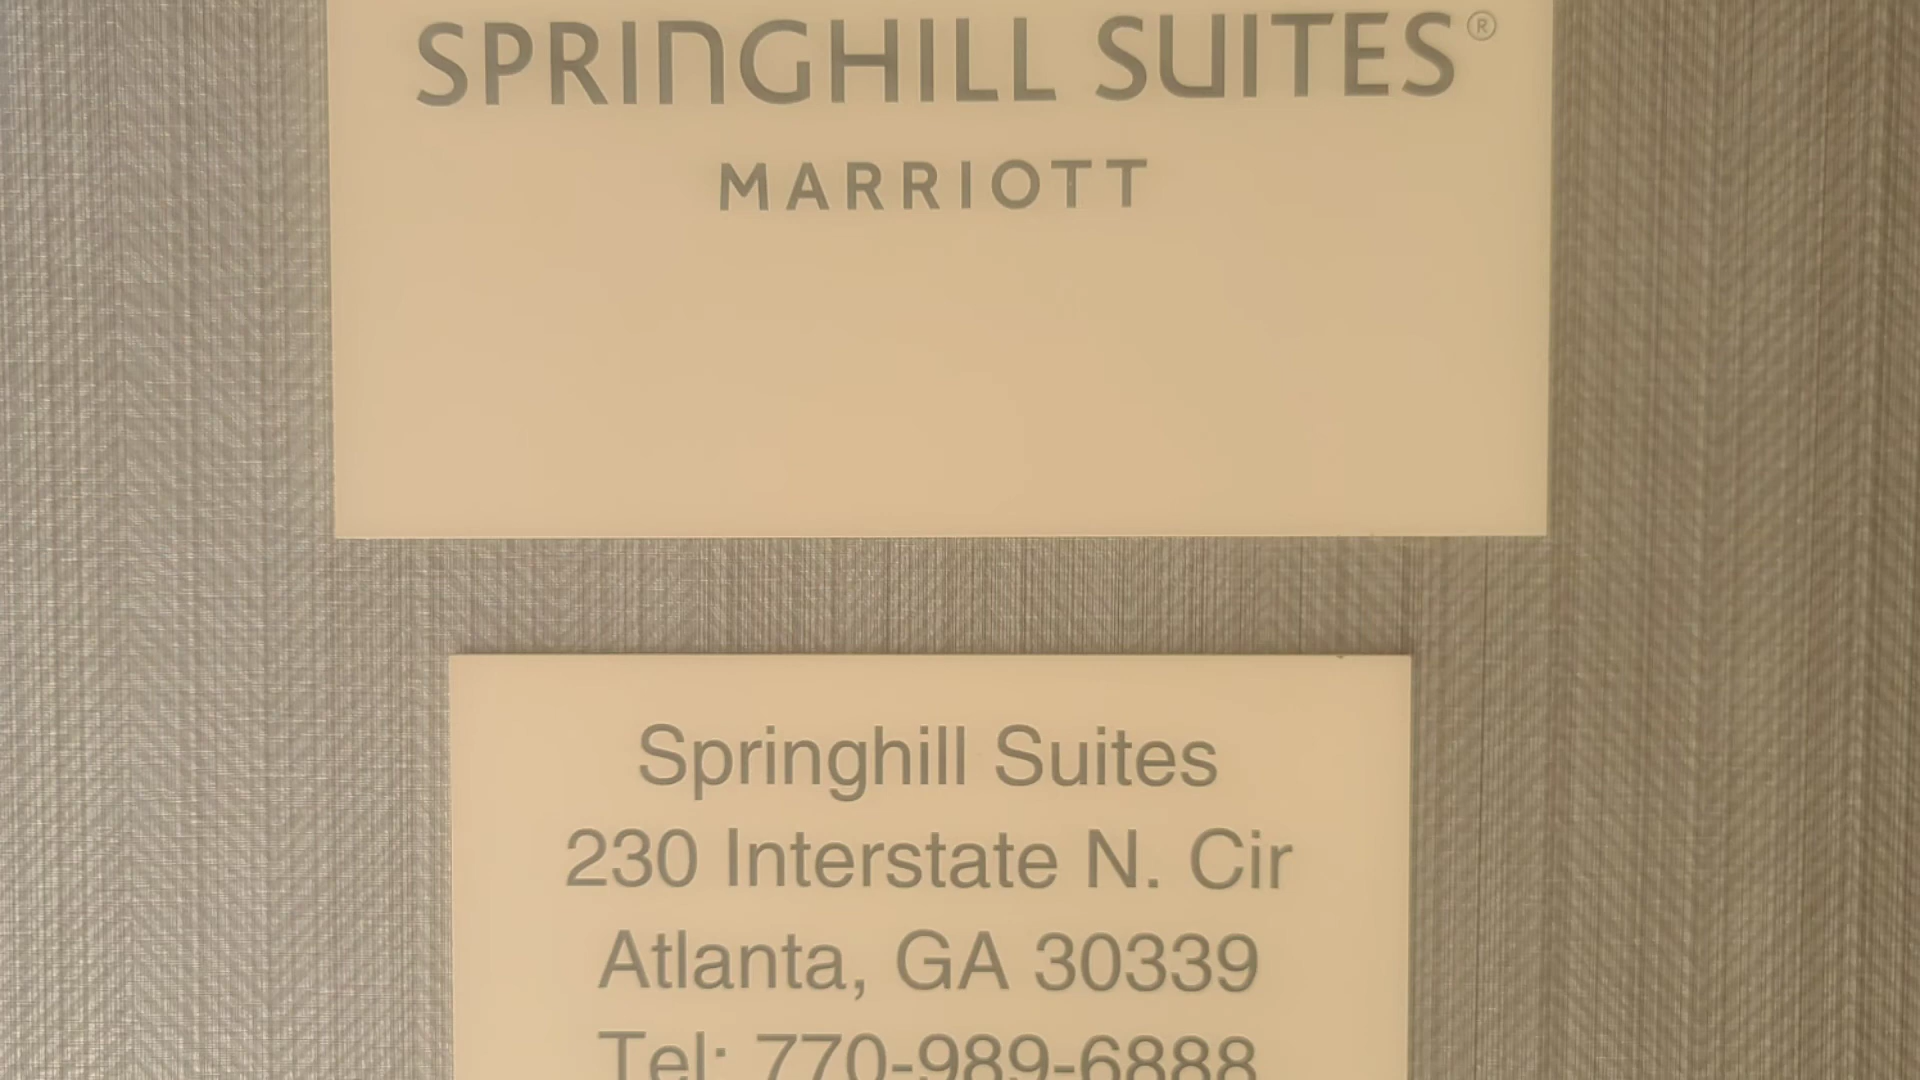 SPRINGHILL SUITES®
MARRIOTT
Springhill Suites
230 Interstate N. Cir
Atlanta, GA 30339
Tel: 770-989-6888